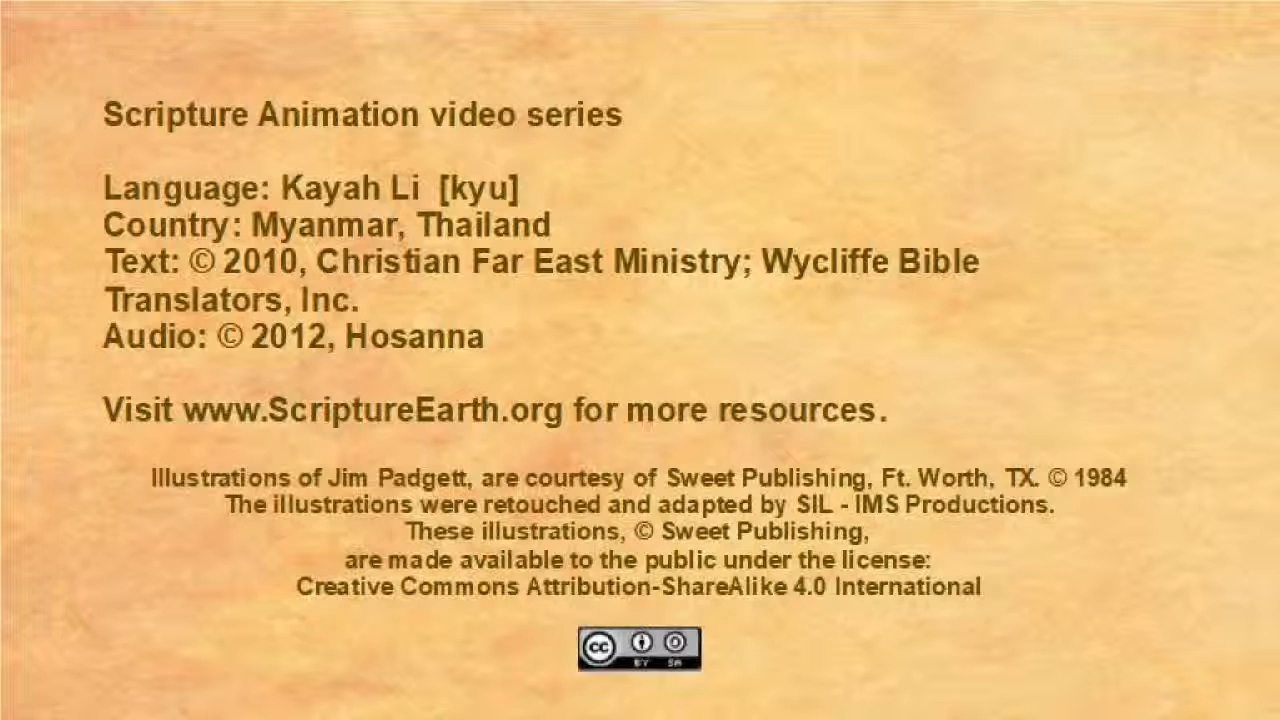 Scripture Animation video series
Language: Kayah Li [kyu]
Country: Myanmar, Thailand
Text: © 2010, Christian Far East Ministry; Wycliffe Bible
Translators, Inc.
Audio: © 2012, Hosanna
Visit www.ScriptureEarth.org for more resources.
Illustrations of Jim Padgett, are courtesy of Sweet Publishing, Ft. Worth, TX. © 1984
The illustrations were retouched and adapted by SIL - IMS Productions.
These illustrations, © Sweet Publishing,
are made available to the public under the license:
Creative Commons Attribution-ShareAlike 4.0 International
cc BY SA